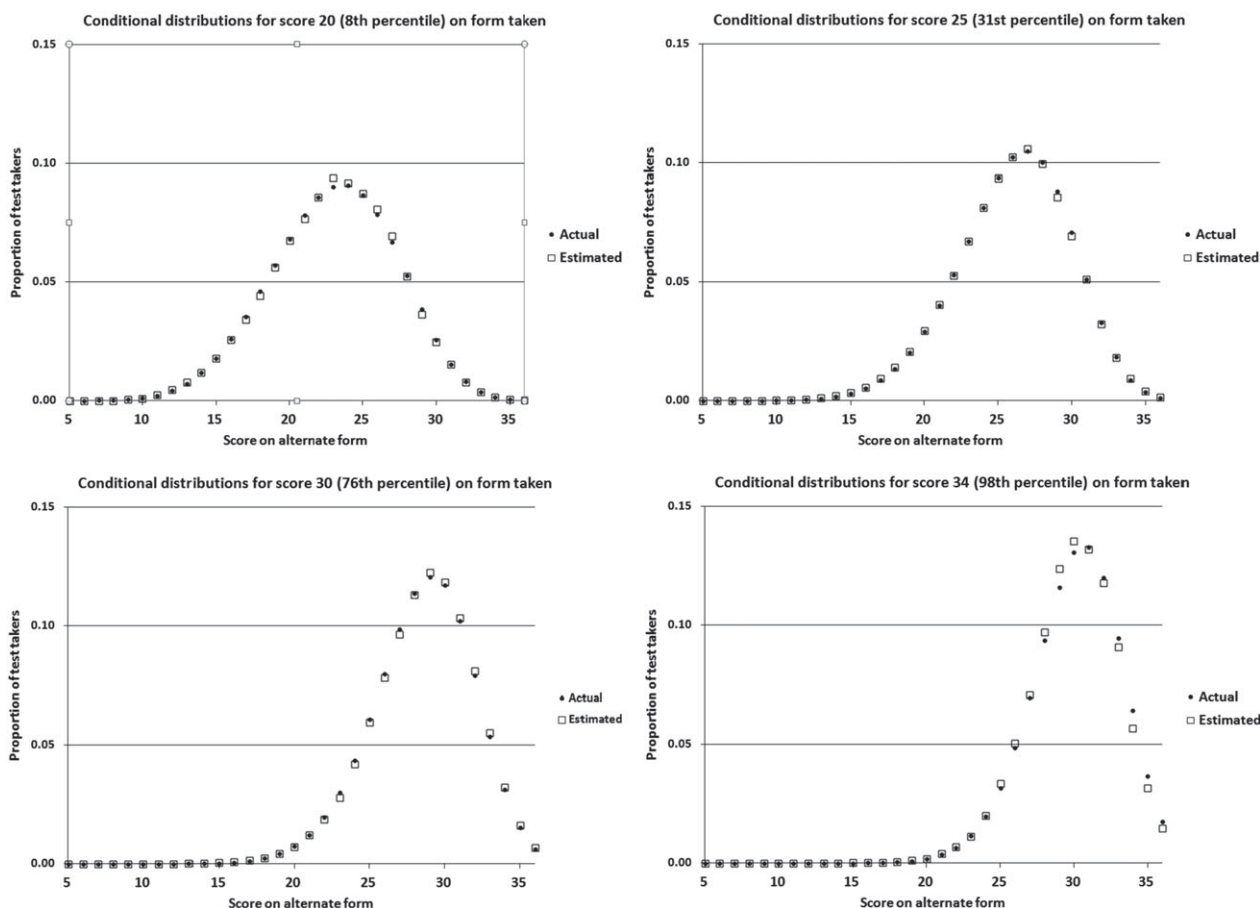 Conditional distributions for score 20 (8th percentile) on form taken
0.15
0.10
0.05
0.00
Proportion of test takers
5 10 15 20 25 30 35
Score on alternate form
Actual
Estimated
Conditional distributions for score 25 (31st percentile) on form taken
0.15
0.10
0.05
0.00
Proportion of test takers
5 10 15 20 25 30 35
Score on alternate form
Actual
Estimated
Conditional distributions for score 30 (76th percentile) on form taken
0.15
0.10
0.05
0.00
Proportion of test takers
5 10 15 20 25 30 35
Score on alternate form
Actual
Estimated
Conditional distributions for score 34 (98th percentile) on form taken
0.15
0.10
0.05
0.00
Proportion of test takers
5 10 15 20 25 30 35
Score on alternate form
Actual
Estimated